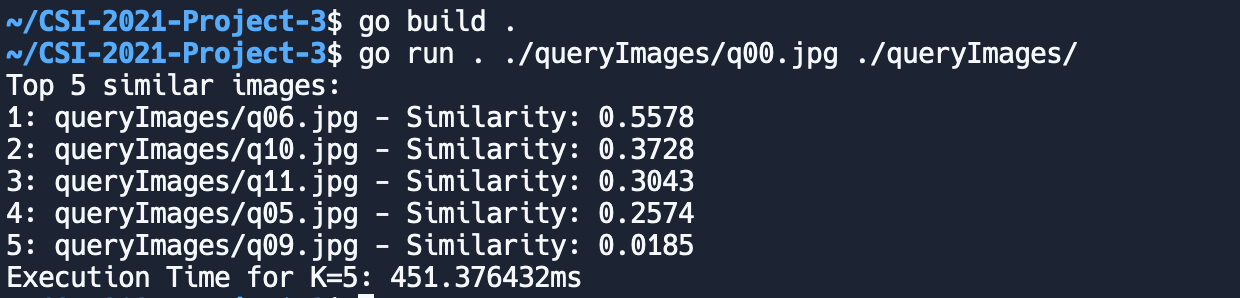 ~/CSI-2021-Project-3$ go build .
~/CSI-2021-Project-3$ go run . ./queryImages/q00.jpg ./queryImages/
Top 5 similar images:
1: queryImages/q06.jpg - Similarity: 0.5578
2: queryImages/q10.jpg - Similarity: 0.3728
3: queryImages/q11.jpg - Similarity: 0.3043
4: queryImages/q05.jpg - Similarity: 0.2574
5: queryImages/q09.jpg - Similarity: 0.0185
Execution Time for K=5: 451.376432ms